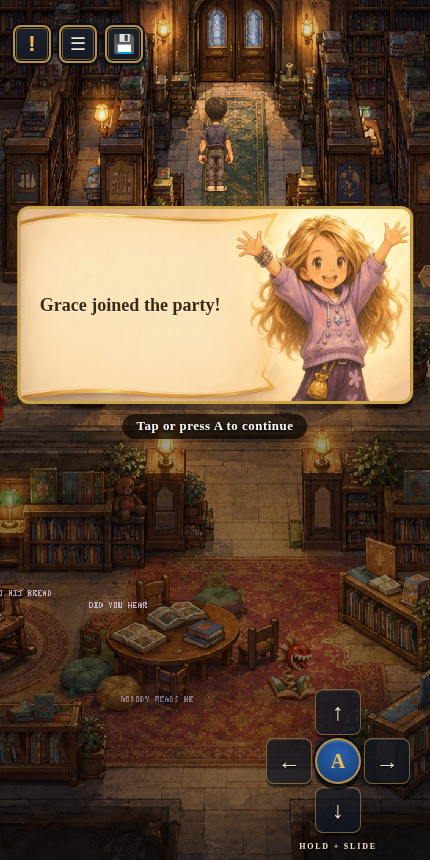 !
Grace joined the party!
Tap or press A to continue
HIS BREAD
DID YOU HEAR
NOBODY READS ME
↑
← A →
↓
HOLD + SLIDE